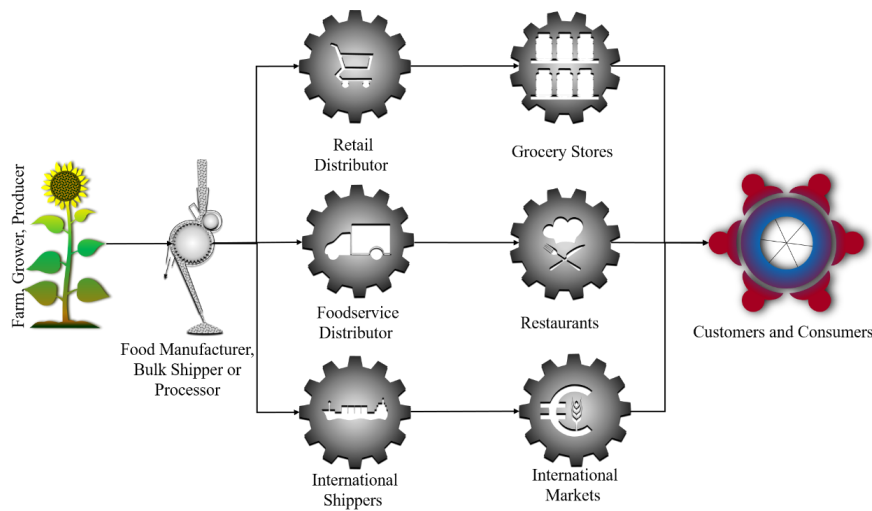 Farm, Grower, Producer
Food Manufacturer,
Bulk Shipper or
Processor
Retail
Distributor
Grocery Stores
Foodservice
Distributor
Restaurants
International
Shippers
International
Markets
Customers and Consumers